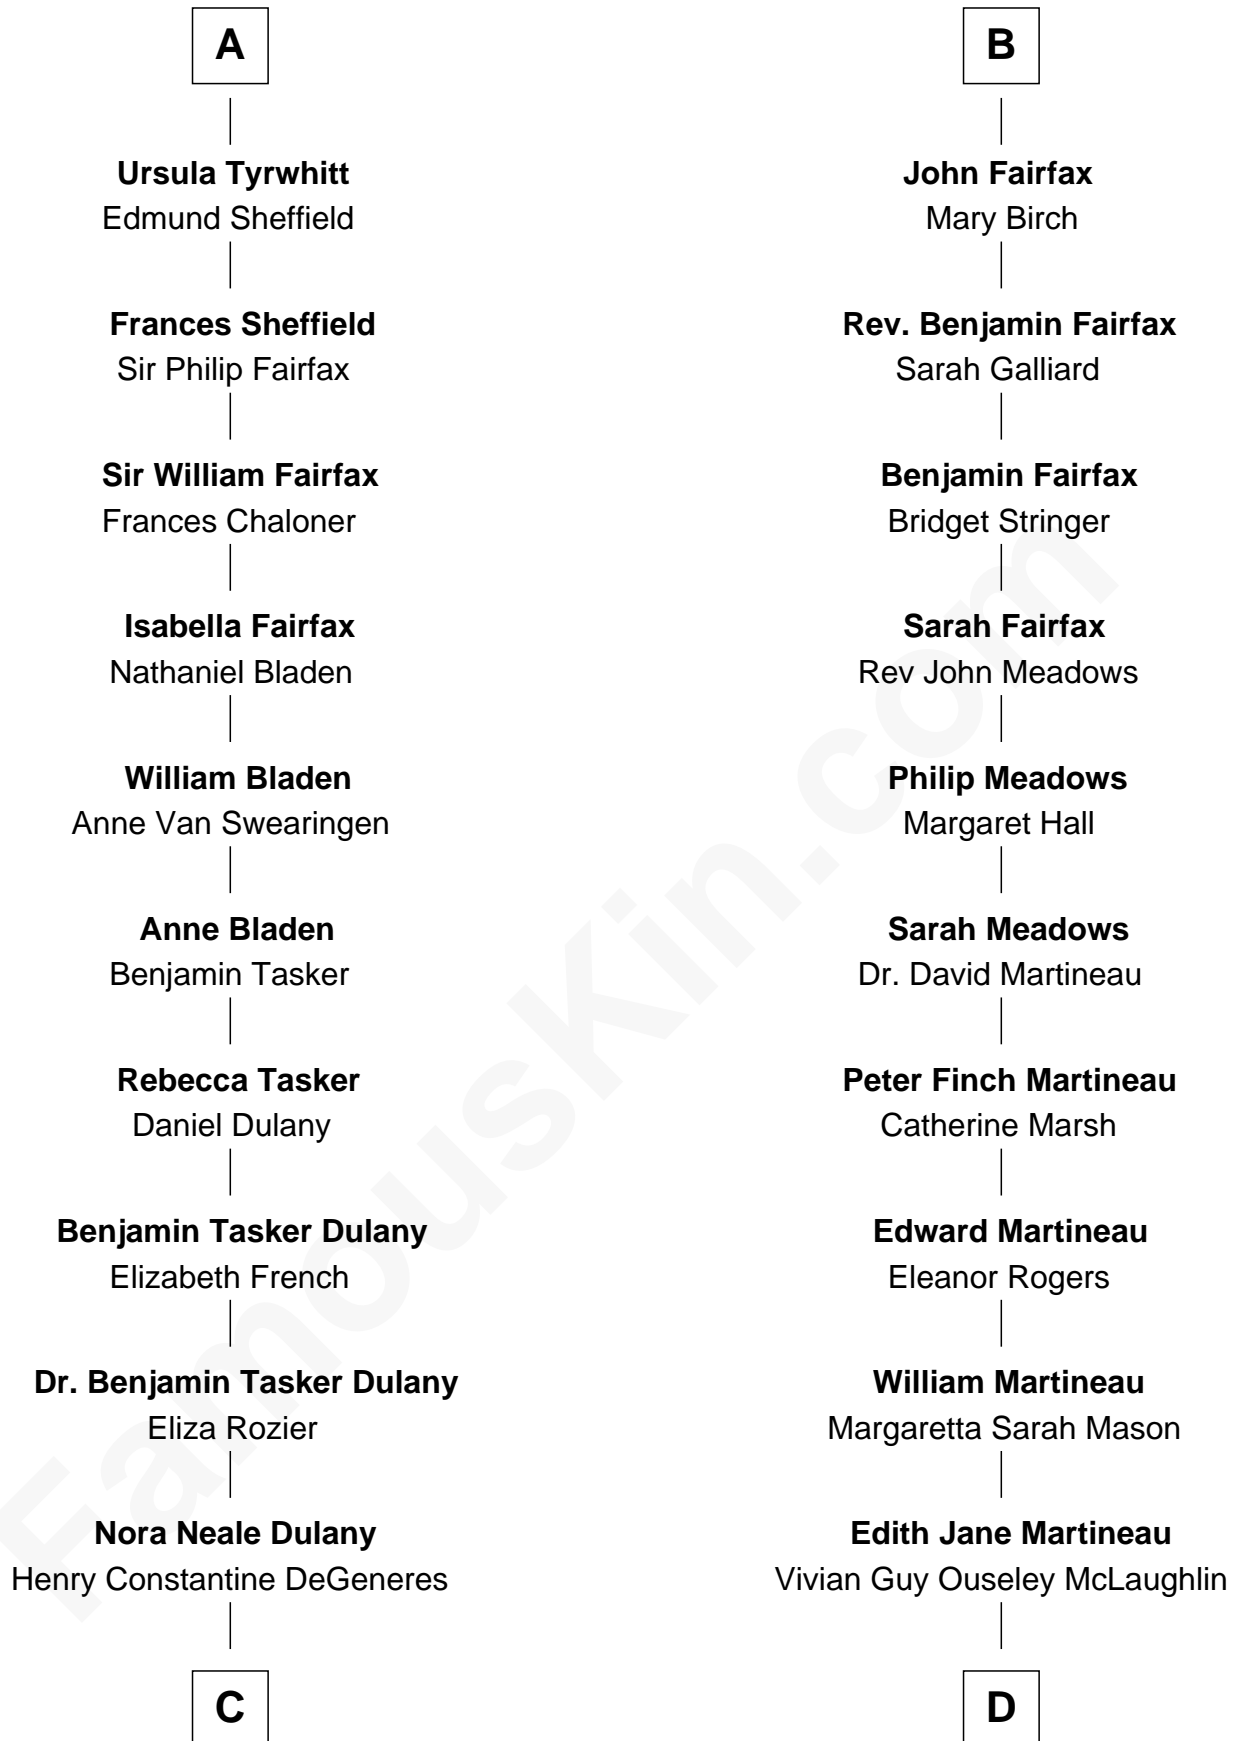 A
Ursula Tyrwhitt
Edmund Sheffield
Frances Sheffield
Sir Philip Fairfax
Sir William Fairfax
Frances Chaloner
Isabella Fairfax
Nathaniel Bladen
William Bladen
Anne Van Swearingen
Anne Bladen
Benjamin Tasker
Rebecca Tasker
Daniel Dulany
Benjamin Tasker Dulany
Elizabeth French
Dr. Benjamin Tasker Dulany
Eliza Rozier
Nora Neale Dulany
Henry Constantine DeGeneres
C
B
John Fairfax
Mary Birch
Rev. Benjamin Fairfax
Sarah Galliard
Benjamin Fairfax
Bridget Stringer
Sarah Fairfax
Rev John Meadows
Philip Meadows
Margaret Hall
Sarah Meadows
Dr. David Martineau
Peter Finch Martineau
Catherine Marsh
Edward Martineau
Eleanor Rogers
William Martineau
Margaretta Sarah Mason
Edith Jane Martineau
Vivian Guy Ouseley McLaughlin
D
FamousKin.com